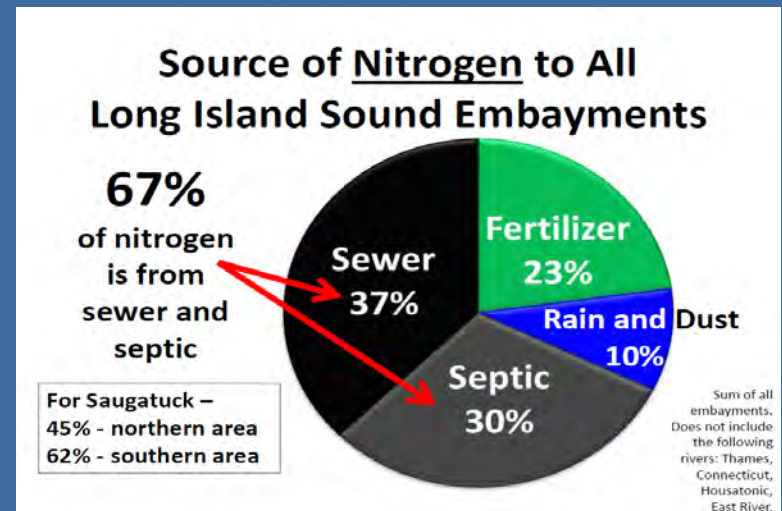 Source of Nitrogen to All
Long Island Sound Embayments
67%
of nitrogen
is from
sewer and
septic
Sewer
37%
Fertilizer
23%
Rain and Dust
10%
Septic
30%
For Saugatuck –
45% - northern area
62% - southern area
Sum of all
embayments.
Does not include
the following
rivers: Thames,
Connecticut,
Housatonic,
East River.